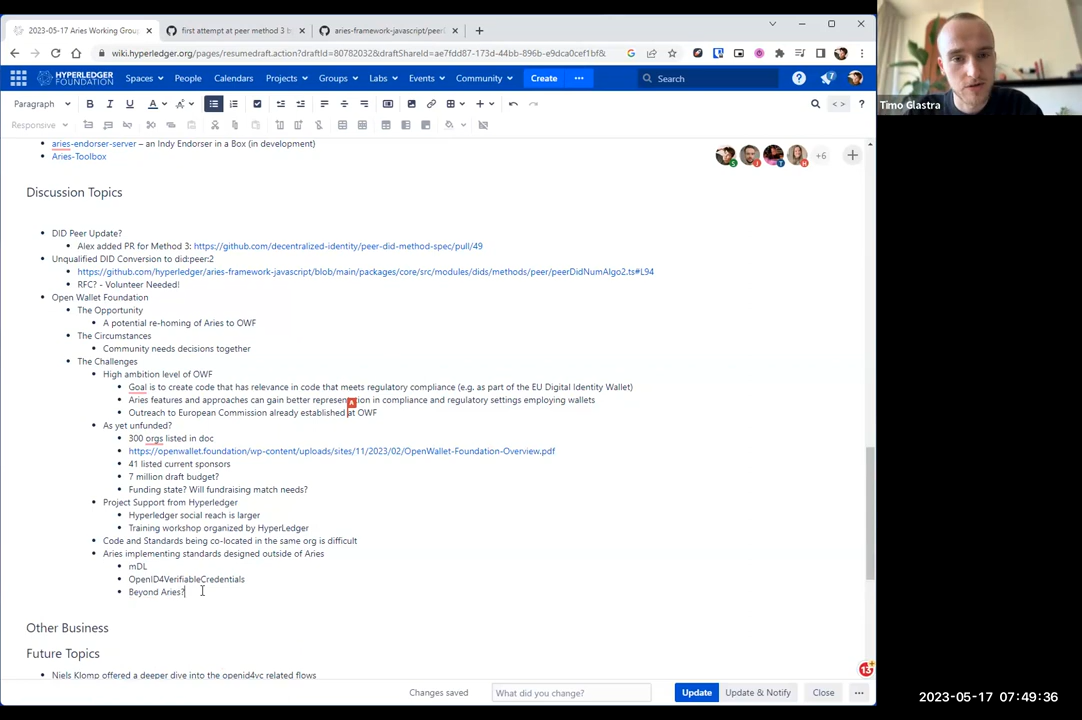 2023-05-17 Aries Working Grou
first attempt at peer method 3 b
aries-framework-javascript/peer
wiki.hyperledger.org/pages/resumedraft.action?draftId=80782032&draftShareId=ae7fdd87-173d-44bb-896b-e9dca0cef1bf&
HYPERLEDGER FOUNDATION Spaces People Calendars Projects Groups Labs Events Community Create Search
Timo Glastra
Paragraph B I U A
Responsive
aries-endorser-server – an Indy Endorser in a Box (in development)
Aries-Toolbox
+6
Discussion Topics
DID Peer Update?
Alex added PR for Method 3: https://github.com/decentralized-identity/peer-did-method-spec/pull/49
Unqualified DID Conversion to did:peer:2
https://github.com/hyperledger/aries-framework-javascript/blob/main/packages/core/src/modules/dids/methods/peer/peerDidNumAlgo2.ts#L94
RFC? - Volunteer Needed!
Open Wallet Foundation
The Opportunity
A potential re-homing of Aries to OWF
The Circumstances
Community needs decisions together
The Challenges
High ambition level of OWF
Goal is to create code that has relevance in code that meets regulatory compliance (e.g. as part of the EU Digital Identity Wallet)
Aries features and approaches can gain better representation in compliance and regulatory settings employing wallets
Outreach to European Commission already established at OWF
As yet unfunded?
300 orgs listed in doc
https://openwallet.foundation/wp-content/uploads/sites/11/2023/02/OpenWallet-Foundation-Overview.pdf
41 listed current sponsors
7 million draft budget?
Funding state? Will fundraising match needs?
Project Support from Hyperledger
Hyperledger social reach is larger
Training workshop organized by HyperLedger
Code and Standards being co-located in the same org is difficult
Aries implementing standards designed outside of Aries
mDL
OpenID4VerifiableCredentials
Beyond Aries?
Other Business
Future Topics
Niels Klomp offered a deeper dive into the openid4vc related flows
13
Changes saved What did you change? Update Update & Notify Close
2023-05-17 07:49:36